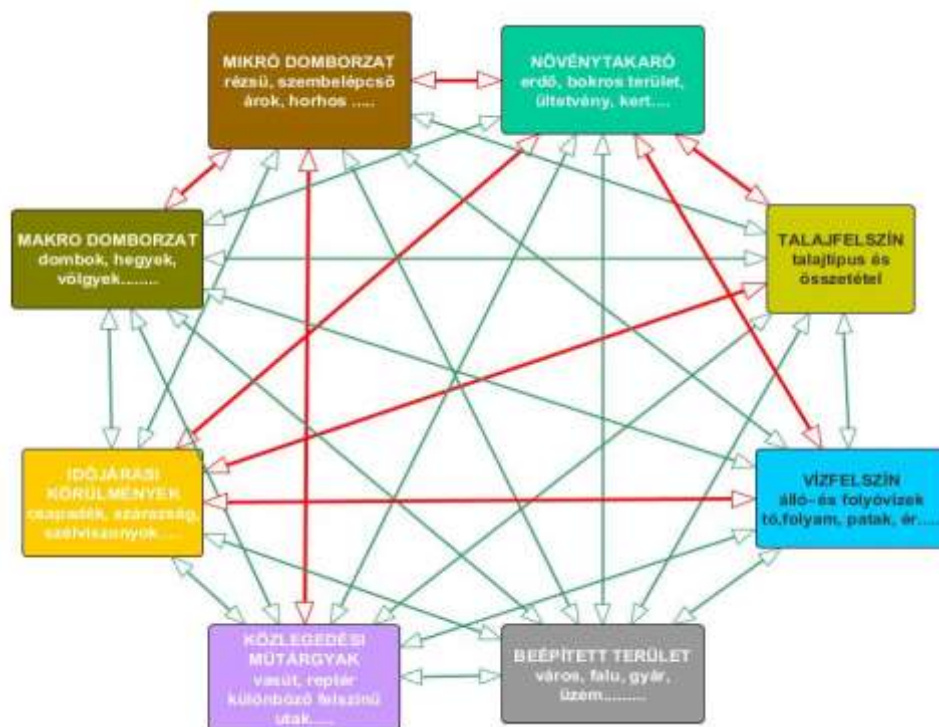 MIKRÓ DOMBORZAT
rézsü, szembelépcső
árok, horhos .....
NÖVÉNYTAKARÓ
erdő, bokros terület,
ültetvény, kert....
MAKRO DOMBORZAT
dombok, hegyek,
völgyek........
TALAJFELSZÍN
talajtípus és
összetétel
IDŐJÁRASI
KÖRÜLMÉNYEK
csapadék, szárazság,
szélviszonyok.....
VÍZFELSZÍN
álló- és folyóvizek
tó,folyam, patak, ér.....
KÖZLEGEDÉSI
MŰTÁRGYAK
vasút, reptér
különböző felszínű
utak.....
BEÉPÍTETT TERÜLET
város, falu, gyár,
üzem.........